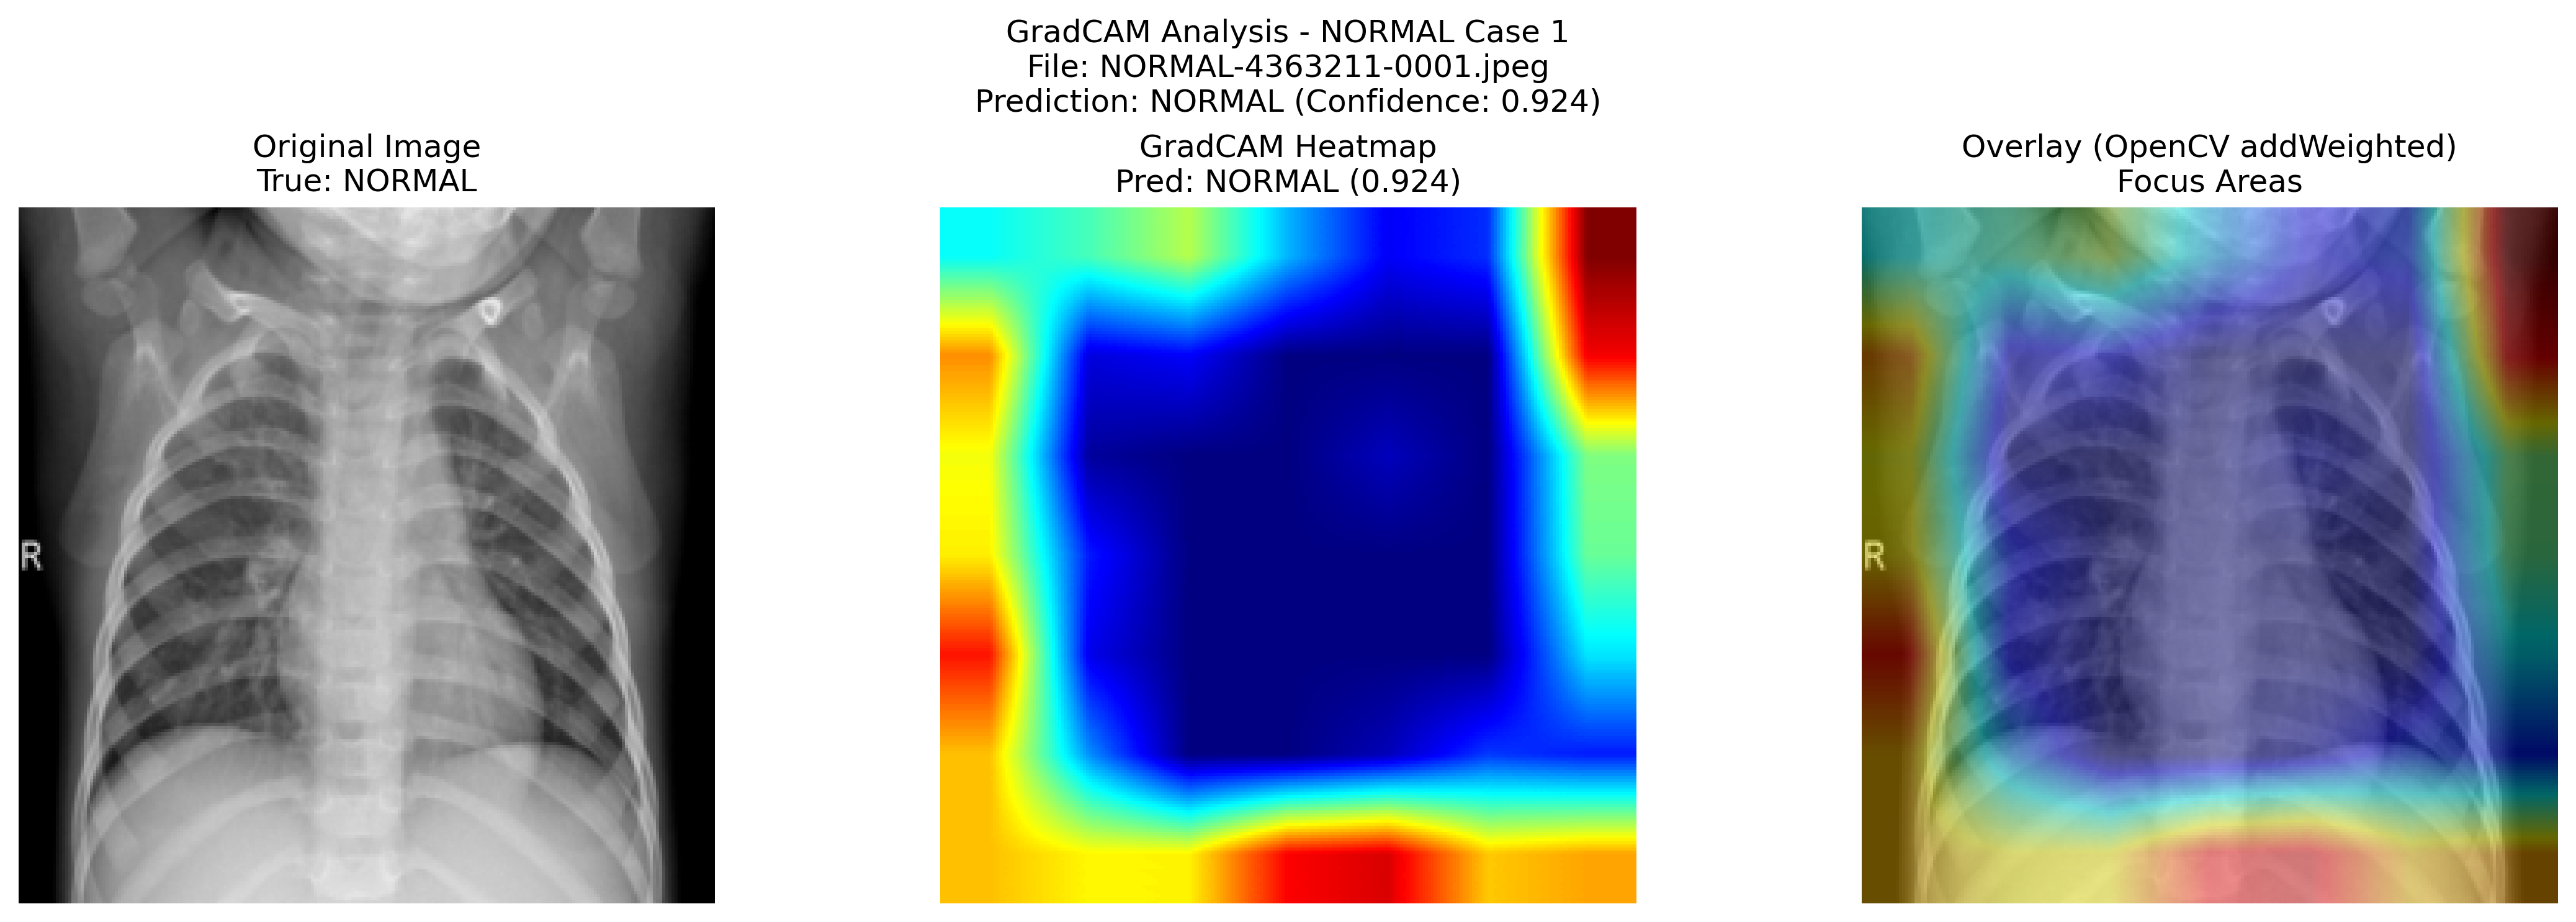 GradCAM Analysis - NORMAL Case 1
File: NORMAL-4363211-0001.jpeg
Prediction: NORMAL (Confidence: 0.924)
Original Image
True: NORMAL
GradCAM Heatmap
Pred: NORMAL (0.924)
Overlay (OpenCV addWeighted)
Focus Areas
R
R